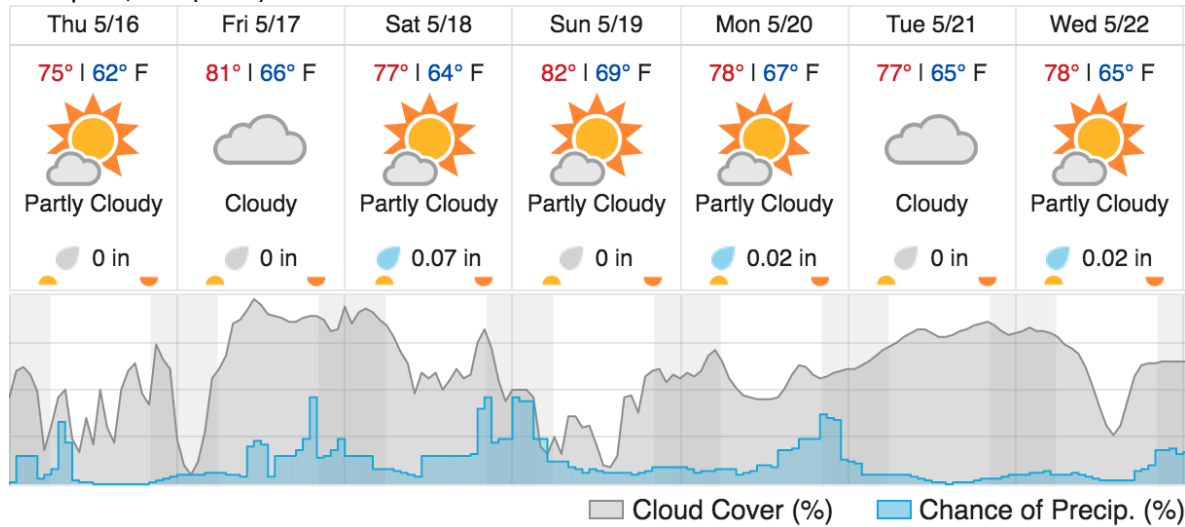 Thu 5/16 Fri 5/17 Sat 5/18 Sun 5/19 Mon 5/20 Tue 5/21 Wed 5/22
75° | 62° F 81° | 66° F 77° | 64° F 82° | 69° F 78° | 67° F 77° | 65° F 78° | 65° F
Partly Cloudy Cloudy Partly Cloudy Partly Cloudy Partly Cloudy Cloudy Partly Cloudy
0 in 0 in 0.07 in 0 in 0.02 in 0 in 0.02 in
Cloud Cover (%) Chance of Precip. (%)